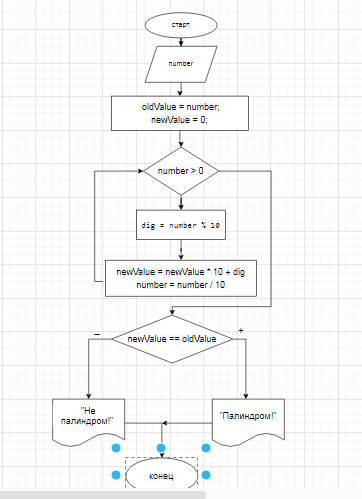 старт
number
oldValue = number;
newValue = 0;
number > 0
dig = number % 10
newValue = newValue * 10 + dig
number = number / 10
newValue == oldValue
–
+
"Не
палиндром!"
"Палиндром!"
конец